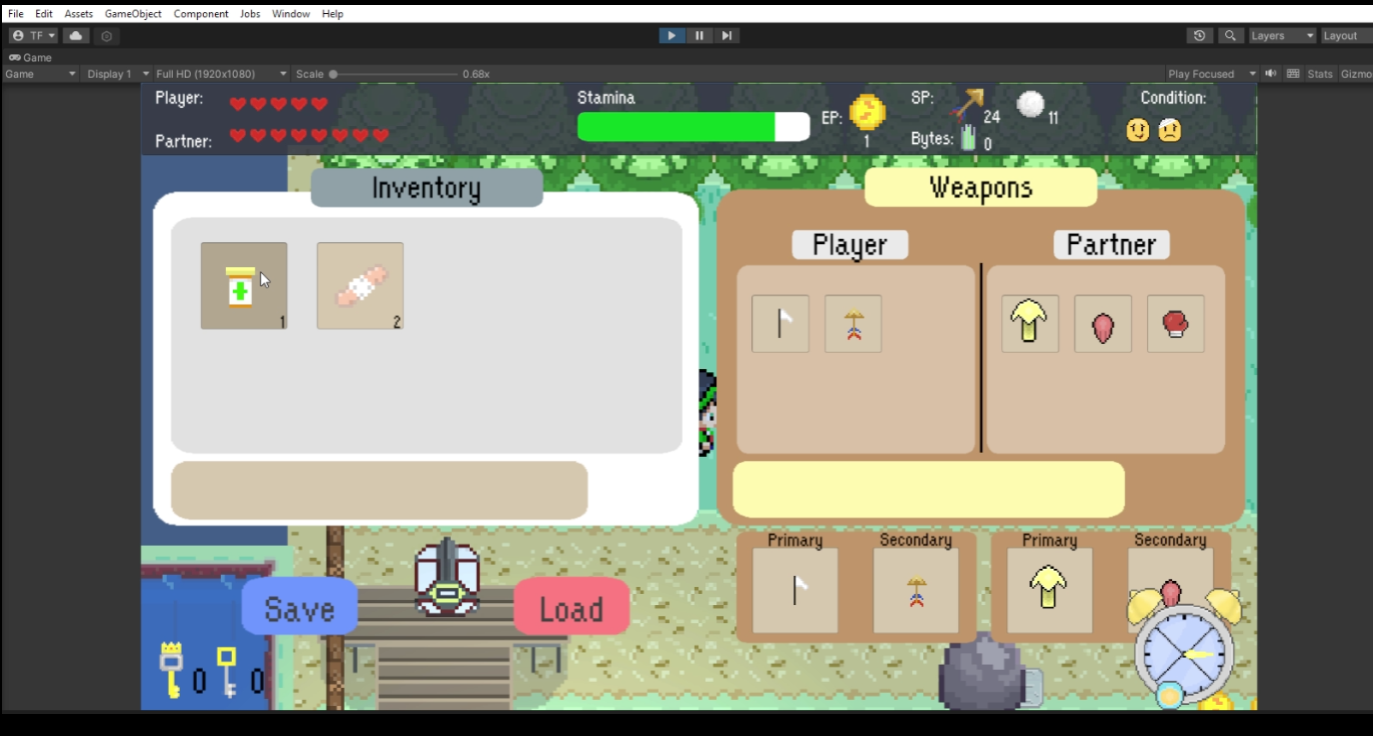 File Edit Assets GameObject Component Jobs Window Help
TF Layers Layout
Game
Game Display 1 Full HD (1920x1080) Scale 0.68x Play Focused Stats Gizmo
Player: Stamina SP: 24 11 Condition:
EP: 1
Partner: Bytes: 0
Inventory Weapons
Player Partner
1 2
Primary Secondary Primary Secondary
Save Load
0 0